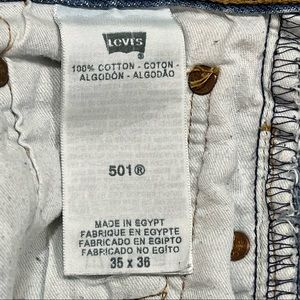 LEVI'S
®
100% COTTON - COTON -
ALGODÓN - ALGODÃO
501®
MADE IN EGYPT
FABRIQUE EN EGYPTE
FABRICADO EN EGIPTO
FABRICADO NO EGITO
35 x 36